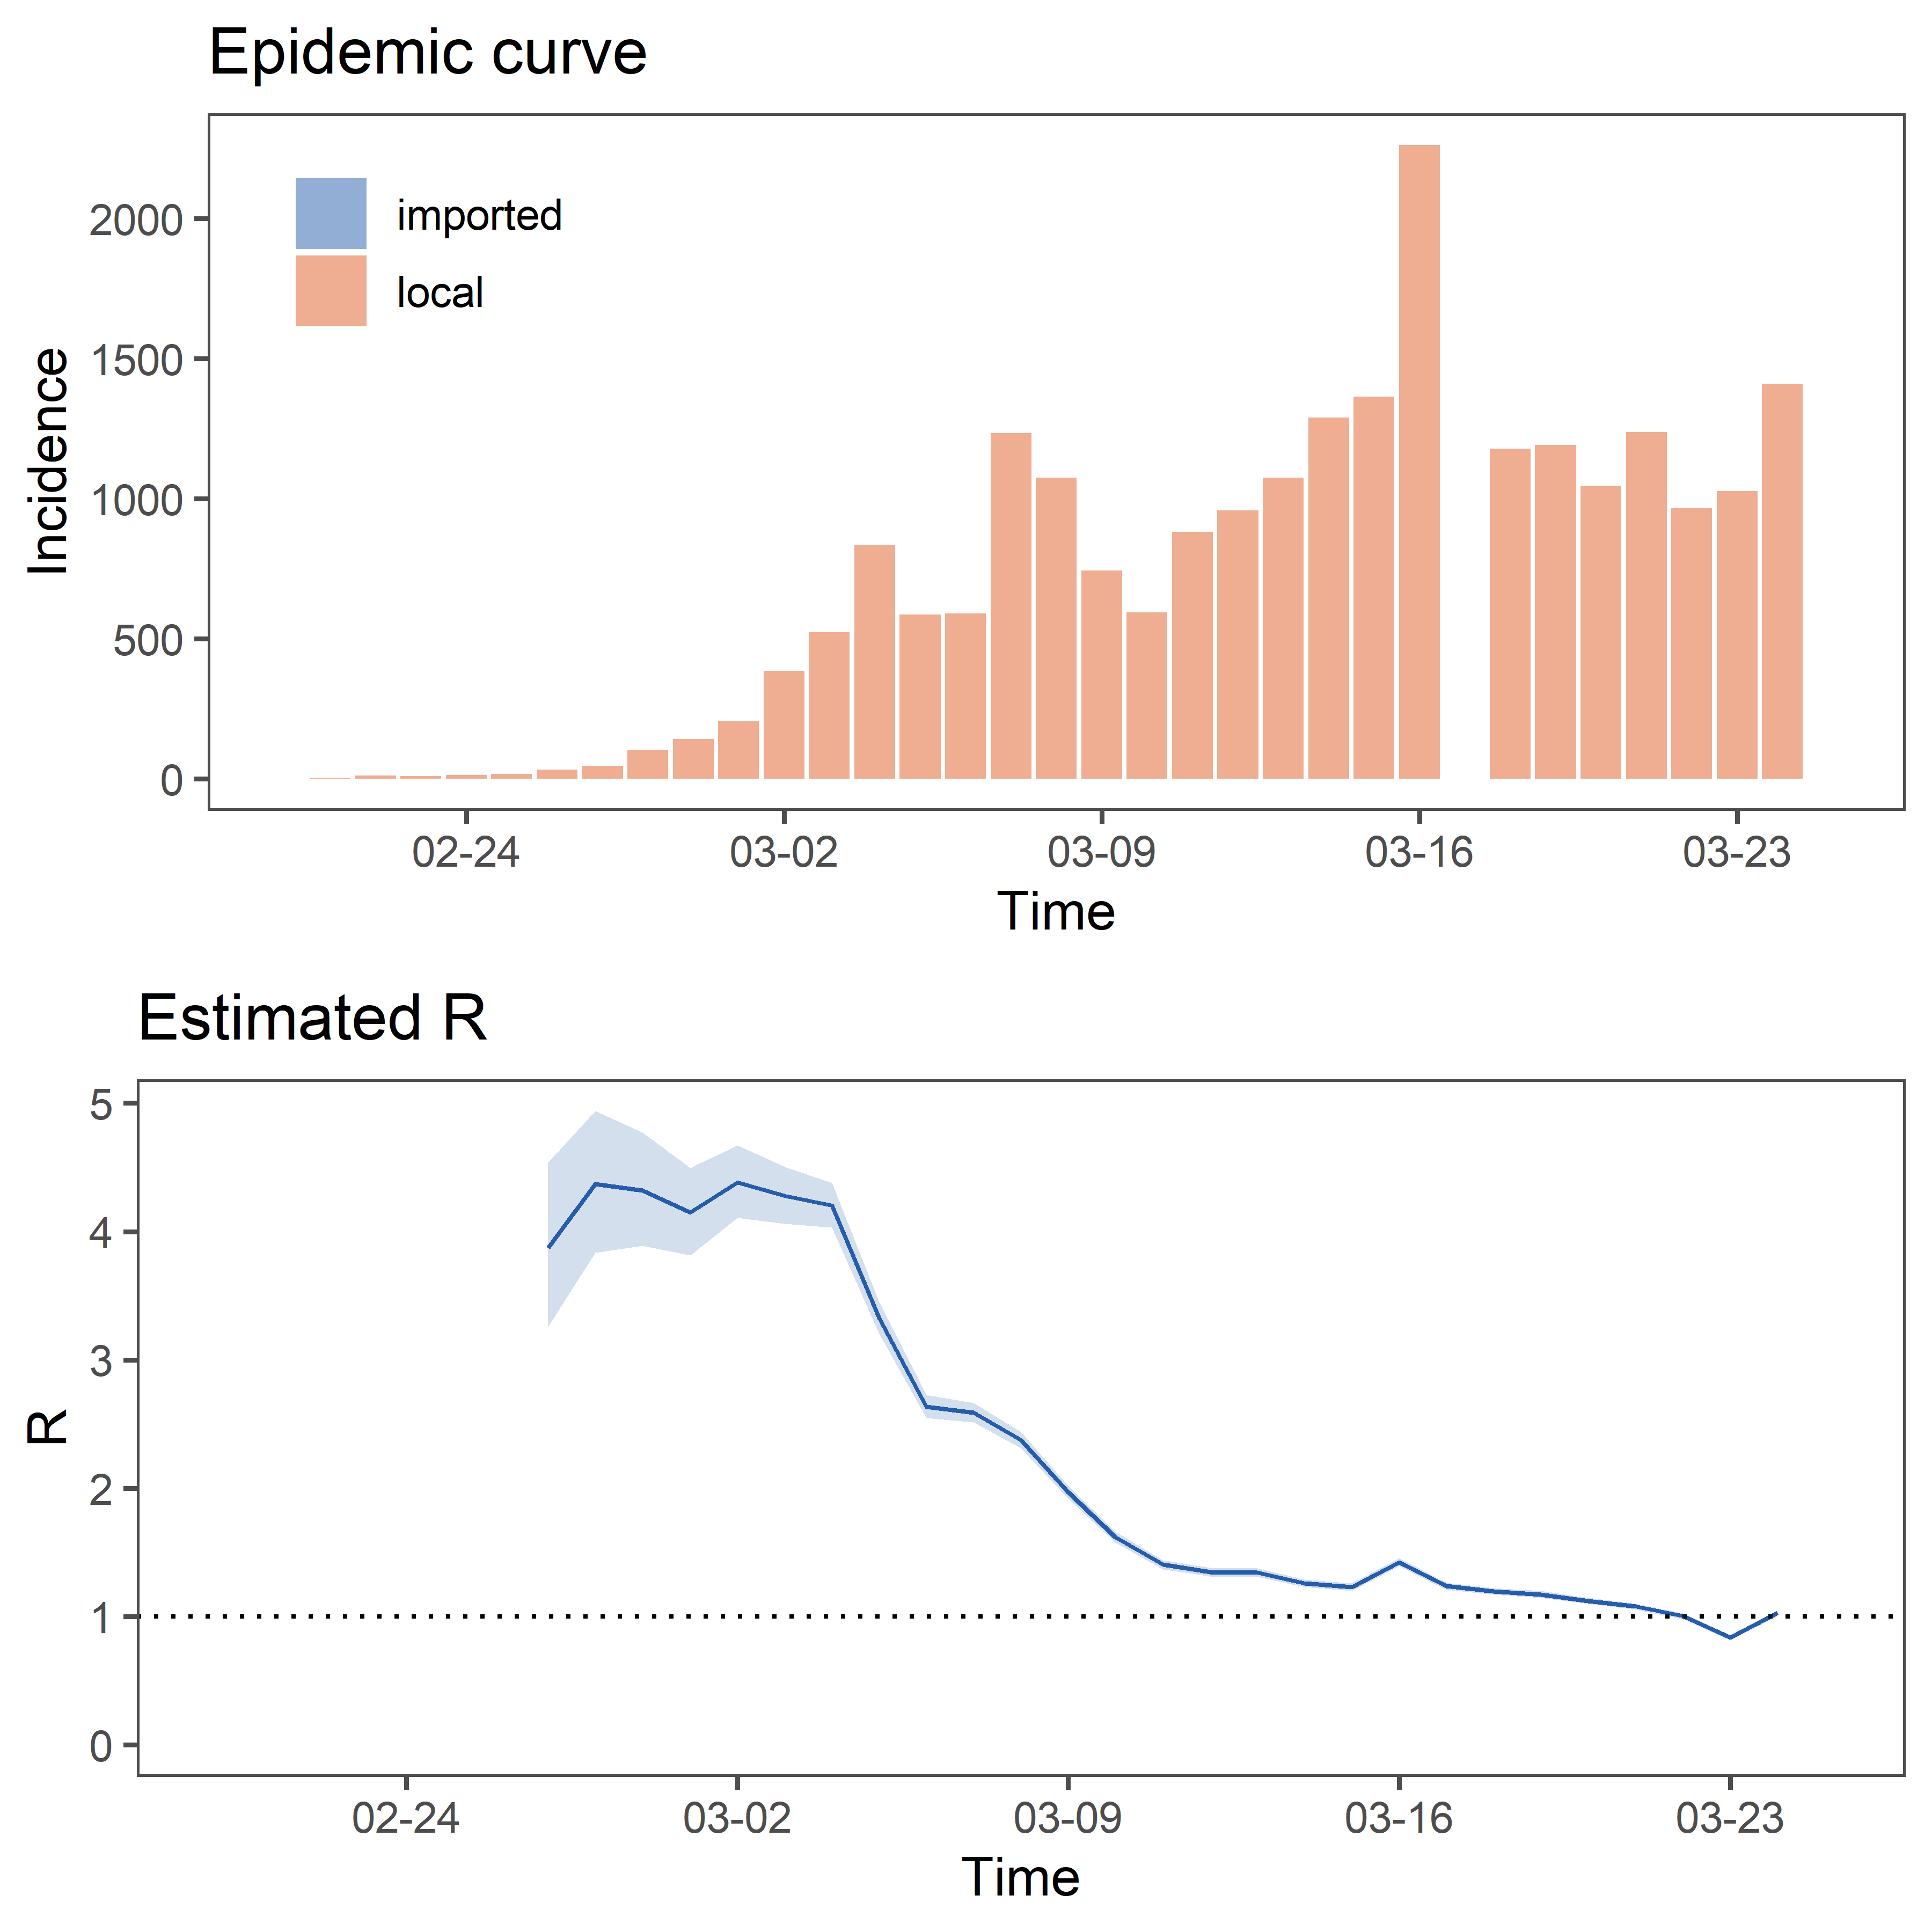 Epidemic curve
imported
local
Incidence
2000
1500
1000
500
0
02-24 03-02 03-09 03-16 03-23
Time
Estimated R
R
5
4
3
2
1
0
02-24 03-02 03-09 03-16 03-23
Time